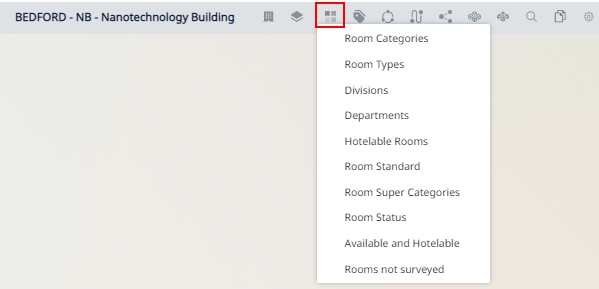 BEDFORD - NB - Nanotechnology Building
Room Categories
Room Types
Divisions
Departments
Hotelable Rooms
Room Standard
Room Super Categories
Room Status
Available and Hotelable
Rooms not surveyed